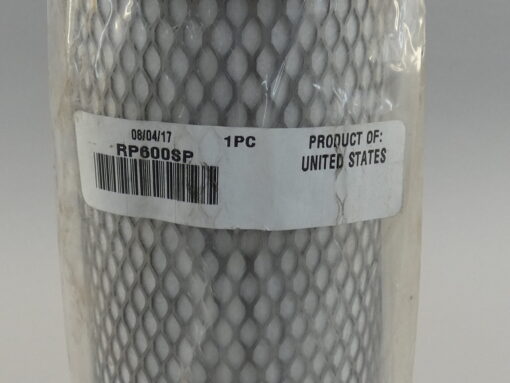 08/04/17 1PC PRODUCT OF:
RP600SP UNITED STATES